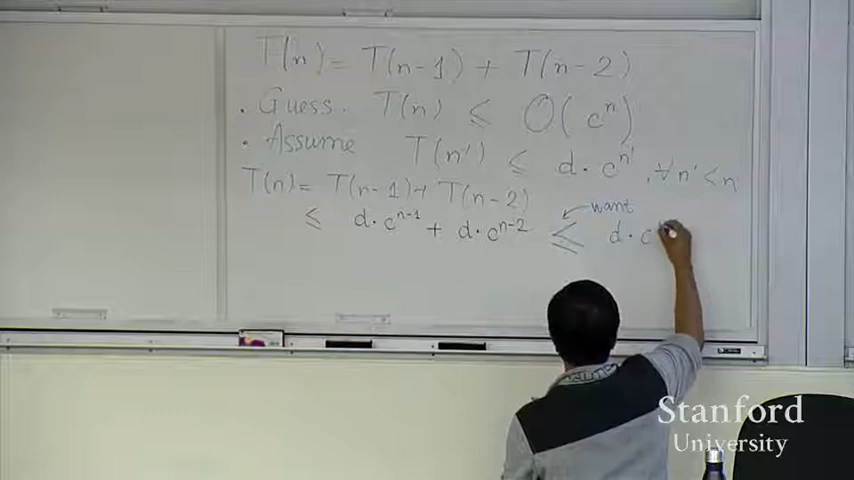 T(n) = T(n-1) + T(n-2)
• Guess. T(n) ≤ O(c^n)
• Assume T(n') ≤ d·c^n', ∀n' < n
T(n) = T(n-1) + T(n-2)
want
≤ d·c^n-1 + d·c^n-2 ≤ d·c
Stanford
University